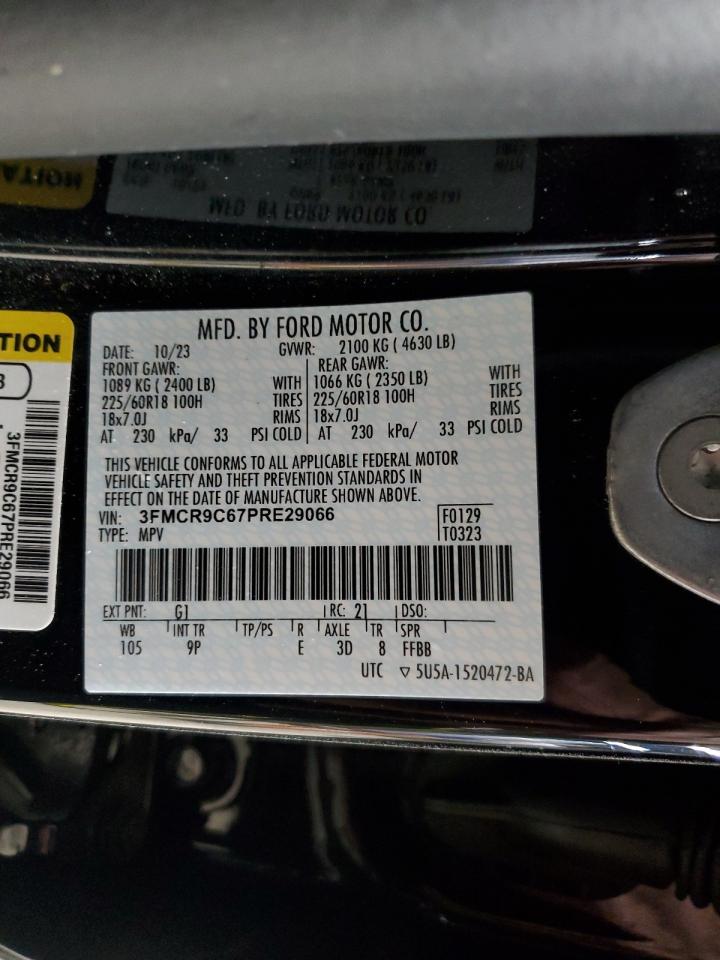 MFD. BY FORD MOTOR CO.
TION
DATE: 10/23 GVWR: 2100 KG ( 4630 LB)
FRONT GAWR: REAR GAWR:
1089 KG ( 2400 LB) WITH 1066 KG ( 2350 LB) WITH
225/60R18 100H TIRES 225/60R18 100H TIRES
18x7.0J RIMS 18x7.0J RIMS
AT 230 kPa/ 33 PSI COLD AT 230 kPa/ 33 PSI COLD
THIS VEHICLE CONFORMS TO ALL APPLICABLE FEDERAL MOTOR
VEHICLE SAFETY AND THEFT PREVENTION STANDARDS IN
EFFECT ON THE DATE OF MANUFACTURE SHOWN ABOVE.
VIN: 3FMCR9C67PRE29066 F0129
TYPE: MPV T0323
EXT PNT: G1 RC: 21 DSO:
WB INT TR TP/PS R AXLE TR SPR
105 9P E 3D 8 FFBB
UTC ▽ 5U5A-1520472-BA
3FMCR9C67PRE29066